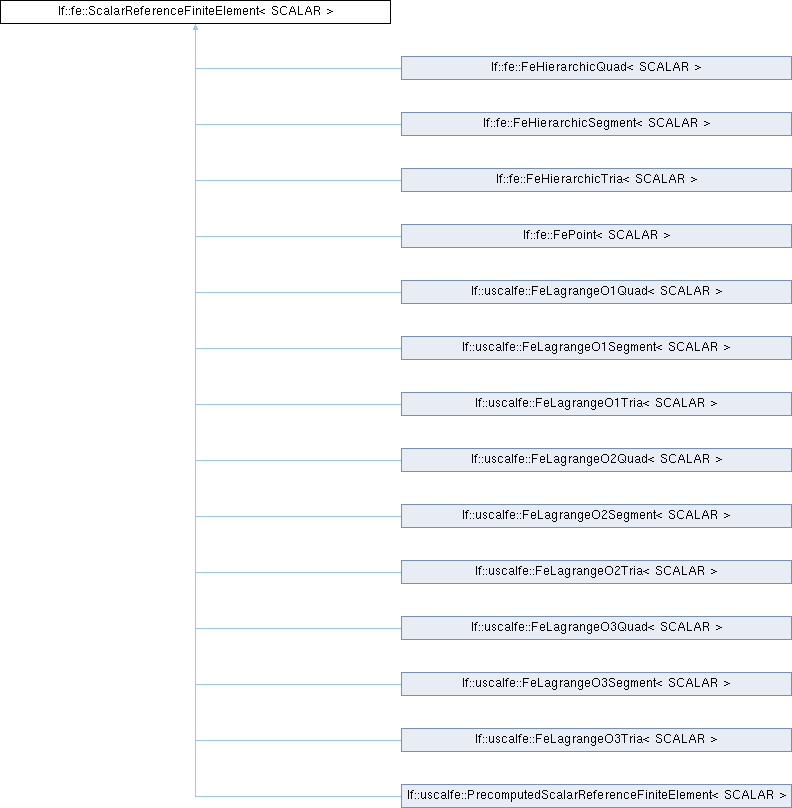 lf::fe::ScalarReferenceFiniteElement< SCALAR >
lf::fe::FeHierarchicQuad< SCALAR >
lf::fe::FeHierarchicSegment< SCALAR >
lf::fe::FeHierarchicTria< SCALAR >
lf::fe::FePoint< SCALAR >
lf::uscalfe::FeLagrangeO1Quad< SCALAR >
lf::uscalfe::FeLagrangeO1Segment< SCALAR >
lf::uscalfe::FeLagrangeO1Tria< SCALAR >
lf::uscalfe::FeLagrangeO2Quad< SCALAR >
lf::uscalfe::FeLagrangeO2Segment< SCALAR >
lf::uscalfe::FeLagrangeO2Tria< SCALAR >
lf::uscalfe::FeLagrangeO3Quad< SCALAR >
lf::uscalfe::FeLagrangeO3Segment< SCALAR >
lf::uscalfe::FeLagrangeO3Tria< SCALAR >
lf::uscalfe::PrecomputedScalarReferenceFiniteElement< SCALAR >